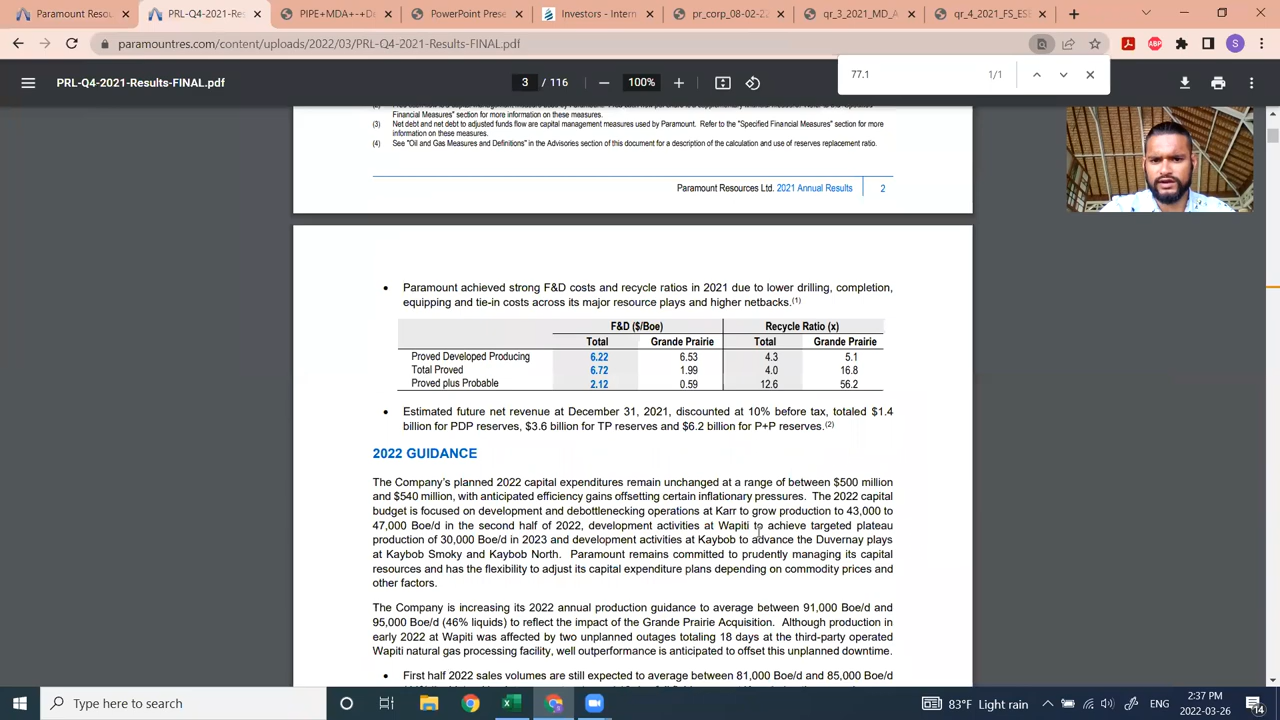 Paramount Resour
PRL-Q4-2021-Res
PIPE+MDA+-+De
PowerPoint Prese
Investors - Intern
pr_corp_08-02-2
qr_3_2021_MD_A
qr_4_2021_FS_ES
paramountres.com/content/uploads/2022/03/PRL-Q4-2021-Results-FINAL.pdf
ABP
S
PRL-Q4-2021-Results-FINAL.pdf
3 / 116
100%
77.1
1/1
Financial Measures" section for more information on these measures.
(3) Net debt and net debt to adjusted funds flow are capital management measures used by Paramount. Refer to the "Specified Financial Measures" section for more
information on these measures.
(4) See "Oil and Gas Measures and Definitions" in the Advisories section of this document for a description of the calculation and use of reserves replacement ratio.
Paramount Resources Ltd. 2021 Annual Results 2
• Paramount achieved strong F&D costs and recycle ratios in 2021 due to lower drilling, completion,
equipping and tie-in costs across its major resource plays and higher netbacks.(1)
F&D ($/Boe) Recycle Ratio (x)
Total Grande Prairie Total Grande Prairie
Proved Developed Producing 6.22 6.53 4.3 5.1
Total Proved 6.72 1.99 4.0 16.8
Proved plus Probable 2.12 0.59 12.6 56.2
• Estimated future net revenue at December 31, 2021, discounted at 10% before tax, totaled $1.4
billion for PDP reserves, $3.6 billion for TP reserves and $6.2 billion for P+P reserves.(2)
2022 GUIDANCE
The Company's planned 2022 capital expenditures remain unchanged at a range of between $500 million
and $540 million, with anticipated efficiency gains offsetting certain inflationary pressures. The 2022 capital
budget is focused on development and debottlenecking operations at Karr to grow production to 43,000 to
47,000 Boe/d in the second half of 2022, development activities at Wapiti to achieve targeted plateau
production of 30,000 Boe/d in 2023 and development activities at Kaybob to advance the Duvernay plays
at Kaybob Smoky and Kaybob North. Paramount remains committed to prudently managing its capital
resources and has the flexibility to adjust its capital expenditure plans depending on commodity prices and
other factors.
The Company is increasing its 2022 annual production guidance to average between 91,000 Boe/d and
95,000 Boe/d (46% liquids) to reflect the impact of the Grande Prairie Acquisition. Although production in
early 2022 at Wapiti was affected by two unplanned outages totaling 18 days at the third-party operated
Wapiti natural gas processing facility, well outperformance is anticipated to offset this unplanned downtime.
• First half 2022 sales volumes are still expected to average between 81,000 Boe/d and 85,000 Boe/d
Type here to search
83°F Light rain
ENG
2:37 PM
2022-03-26
14